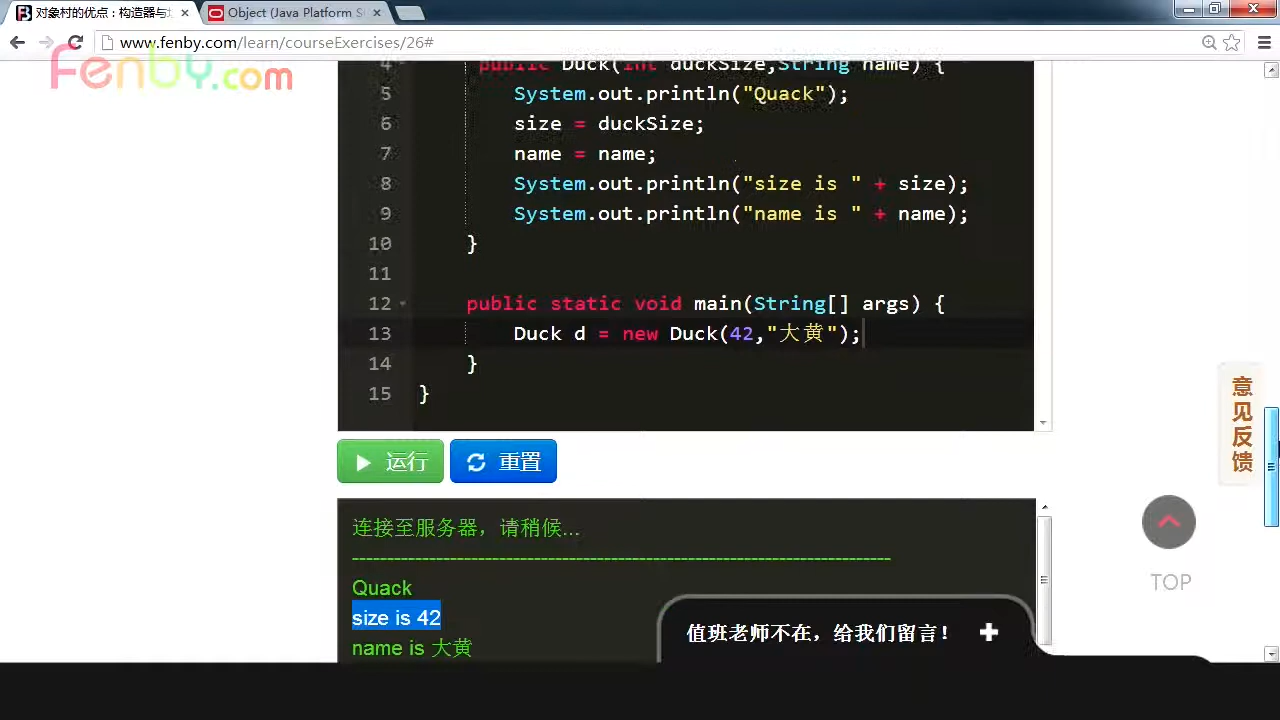 对象村的优点：构造器与垃
Object (Java Platform S
www.fenby.com/learn/courseExercises/26#
Fenby.com
4 public Duck(int duckSize,String name) {
5 System.out.println("Quack");
6 size = duckSize;
7 name = name;
8 System.out.println("size is " + size);
9 System.out.println("name is " + name);
10 }
11
12 public static void main(String[] args) {
13 Duck d = new Duck(42,"大黄");
14 }
15 }
运行 重置
意见反馈
连接至服务器，请稍候...
--------------------------------------------------------------------------------
Quack
size is 42
name is 大黄
TOP
值班老师不在，给我们留言！